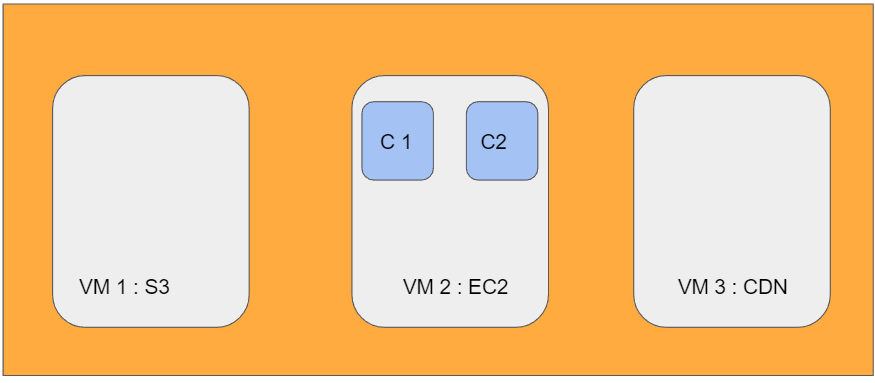 C 1
C2
VM 1 : S3
VM 2 : EC2
VM 3 : CDN